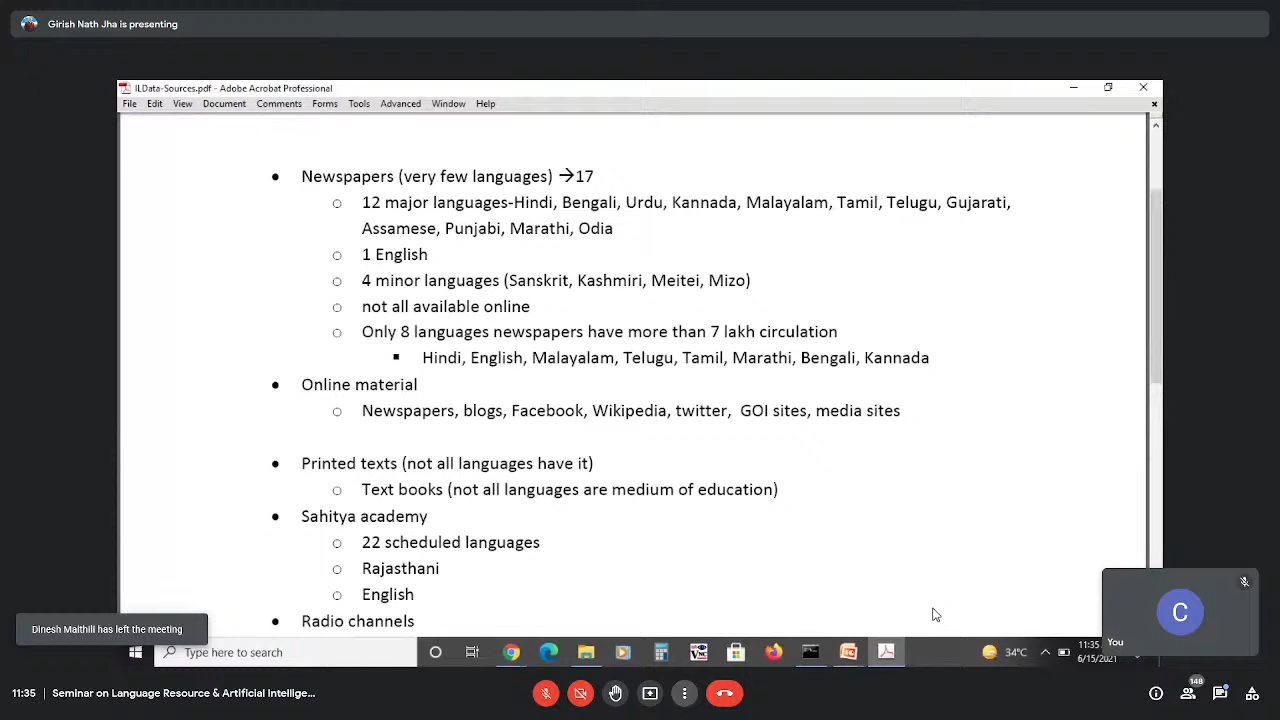 Girish Nath Jha is presenting
ILData-Sources.pdf - Adobe Acrobat Professional
File Edit View Document Comments Forms Tools Advanced Window Help
• Newspapers (very few languages) →17
○ 12 major languages-Hindi, Bengali, Urdu, Kannada, Malayalam, Tamil, Telugu, Gujarati,
Assamese, Punjabi, Marathi, Odia
○ 1 English
○ 4 minor languages (Sanskrit, Kashmiri, Meitei, Mizo)
○ not all available online
○ Only 8 languages newspapers have more than 7 lakh circulation
▪ Hindi, English, Malayalam, Telugu, Tamil, Marathi, Bengali, Kannada
• Online material
○ Newspapers, blogs, Facebook, Wikipedia, twitter, GOI sites, media sites
• Printed texts (not all languages have it)
○ Text books (not all languages are medium of education)
• Sahitya academy
○ 22 scheduled languages
○ Rajasthani
○ English
• Radio channels
C
You
Dinesh Maithili has left the meeting
Type here to search
34°C
11:35
6/15/2021
11:35 | Seminar on Language Resource & Artificial Intellige...
148